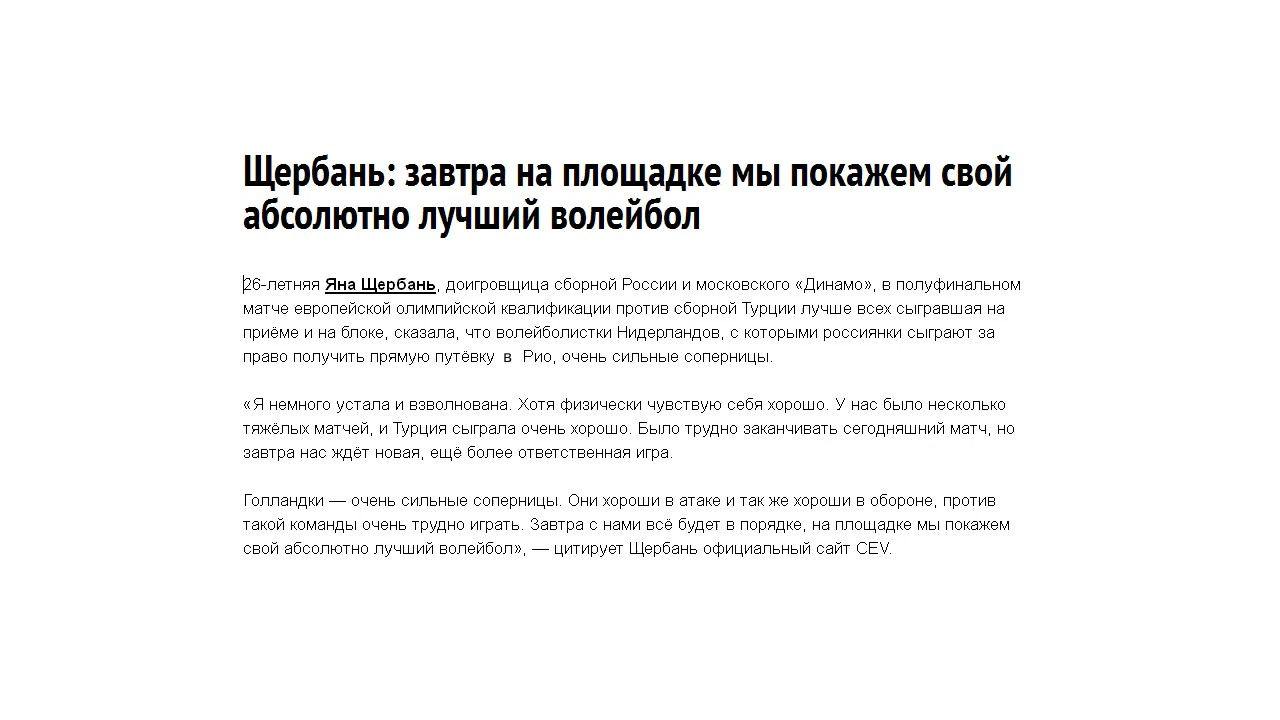 Щербань: завтра на площадке мы покажем свой
абсолютно лучший волейбол
26-летняя Яна Щербань, доигровщица сборной России и московского «Динамо», в полуфинальном
матче европейской олимпийской квалификации против сборной Турции лучше всех сыгравшая на
приёме и на блоке, сказала, что волейболистки Нидерландов, с которыми россиянки сыграют за
право получить прямую путёвку в Рио, очень сильные соперницы.
«Я немного устала и взволнована. Хотя физически чувствую себя хорошо. У нас было несколько
тяжёлых матчей, и Турция сыграла очень хорошо. Было трудно заканчивать сегодняшний матч, но
завтра нас ждёт новая, ещё более ответственная игра.
Голландки — очень сильные соперницы. Они хороши в атаке и так же хороши в обороне, против
такой команды очень трудно играть. Завтра с нами всё будет в порядке, на площадке мы покажем
свой абсолютно лучший волейбол», — цитирует Щербань официальный сайт CEV.